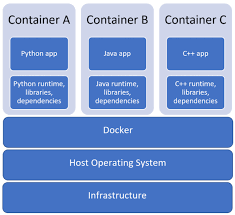 Container A
Container B
Container C
Python app
Java app
C++ app
Python runtime,
libraries,
dependencies
Java runtime,
libraries,
dependencies
C++ runtime,
libraries,
dependencies
Docker
Host Operating System
Infrastructure